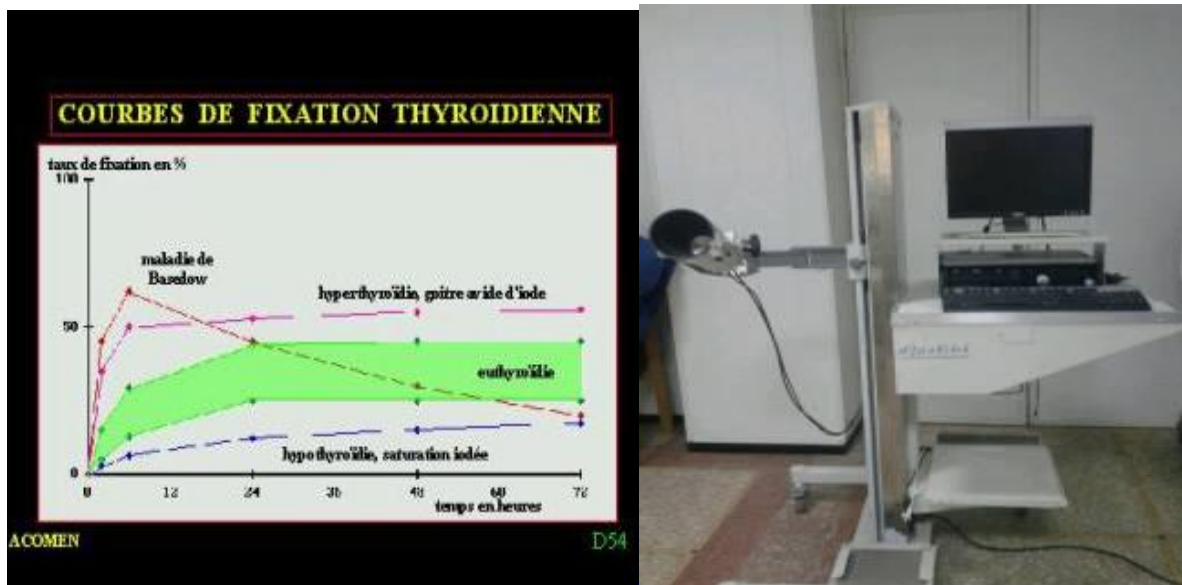 COURBES DE FIXATION THYROIDIENNE
taux de fixation en %
100
maladie de
Basedow
hyperthyroïdie, goitre avide d'iode
50
euthyroïdie
hypothyroïdie, saturation iodée
0
0 12 24 36 48 60 72
temps en heures
ACOMEN D54